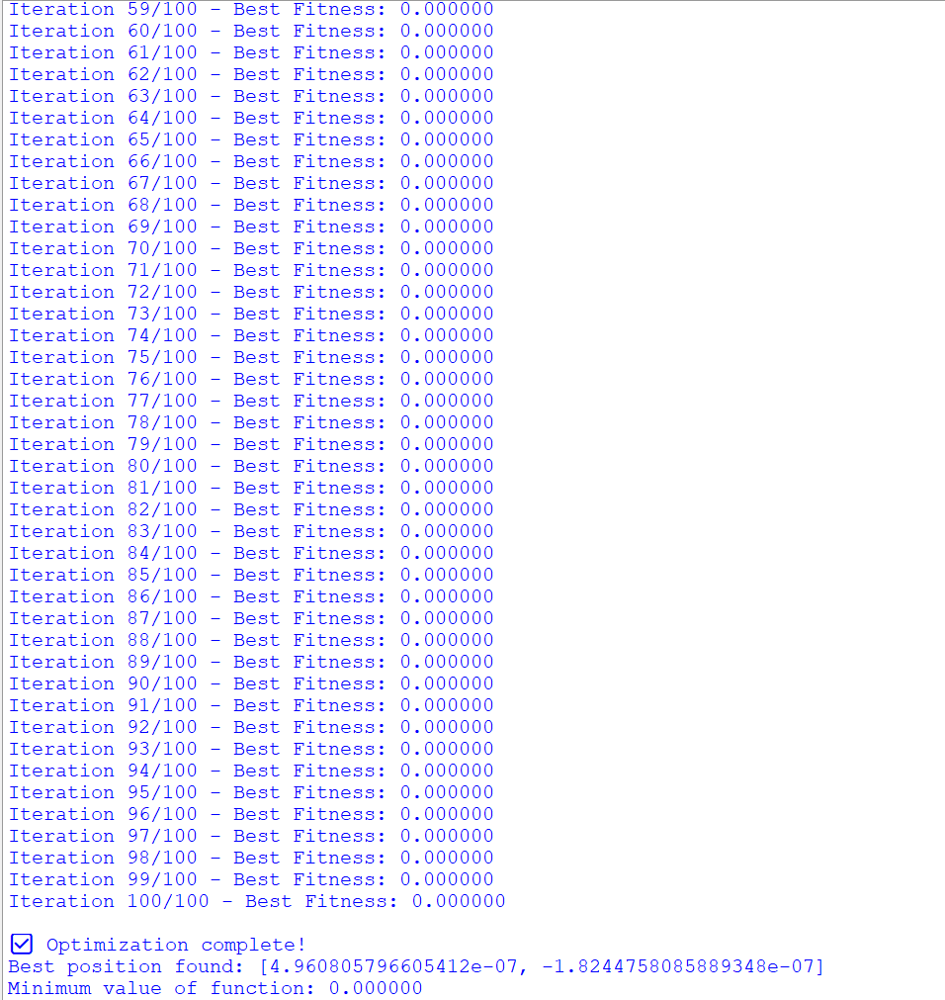 Iteration 59/100 - Best Fitness: 0.000000
Iteration 60/100 - Best Fitness: 0.000000
Iteration 61/100 - Best Fitness: 0.000000
Iteration 62/100 - Best Fitness: 0.000000
Iteration 63/100 - Best Fitness: 0.000000
Iteration 64/100 - Best Fitness: 0.000000
Iteration 65/100 - Best Fitness: 0.000000
Iteration 66/100 - Best Fitness: 0.000000
Iteration 67/100 - Best Fitness: 0.000000
Iteration 68/100 - Best Fitness: 0.000000
Iteration 69/100 - Best Fitness: 0.000000
Iteration 70/100 - Best Fitness: 0.000000
Iteration 71/100 - Best Fitness: 0.000000
Iteration 72/100 - Best Fitness: 0.000000
Iteration 73/100 - Best Fitness: 0.000000
Iteration 74/100 - Best Fitness: 0.000000
Iteration 75/100 - Best Fitness: 0.000000
Iteration 76/100 - Best Fitness: 0.000000
Iteration 77/100 - Best Fitness: 0.000000
Iteration 78/100 - Best Fitness: 0.000000
Iteration 79/100 - Best Fitness: 0.000000
Iteration 80/100 - Best Fitness: 0.000000
Iteration 81/100 - Best Fitness: 0.000000
Iteration 82/100 - Best Fitness: 0.000000
Iteration 83/100 - Best Fitness: 0.000000
Iteration 84/100 - Best Fitness: 0.000000
Iteration 85/100 - Best Fitness: 0.000000
Iteration 86/100 - Best Fitness: 0.000000
Iteration 87/100 - Best Fitness: 0.000000
Iteration 88/100 - Best Fitness: 0.000000
Iteration 89/100 - Best Fitness: 0.000000
Iteration 90/100 - Best Fitness: 0.000000
Iteration 91/100 - Best Fitness: 0.000000
Iteration 92/100 - Best Fitness: 0.000000
Iteration 93/100 - Best Fitness: 0.000000
Iteration 94/100 - Best Fitness: 0.000000
Iteration 95/100 - Best Fitness: 0.000000
Iteration 96/100 - Best Fitness: 0.000000
Iteration 97/100 - Best Fitness: 0.000000
Iteration 98/100 - Best Fitness: 0.000000
Iteration 99/100 - Best Fitness: 0.000000
Iteration 100/100 - Best Fitness: 0.000000
☑ Optimization complete!
Best position found: [4.960805796605412e-07, -1.8244758085889348e-07]
Minimum value of function: 0.000000